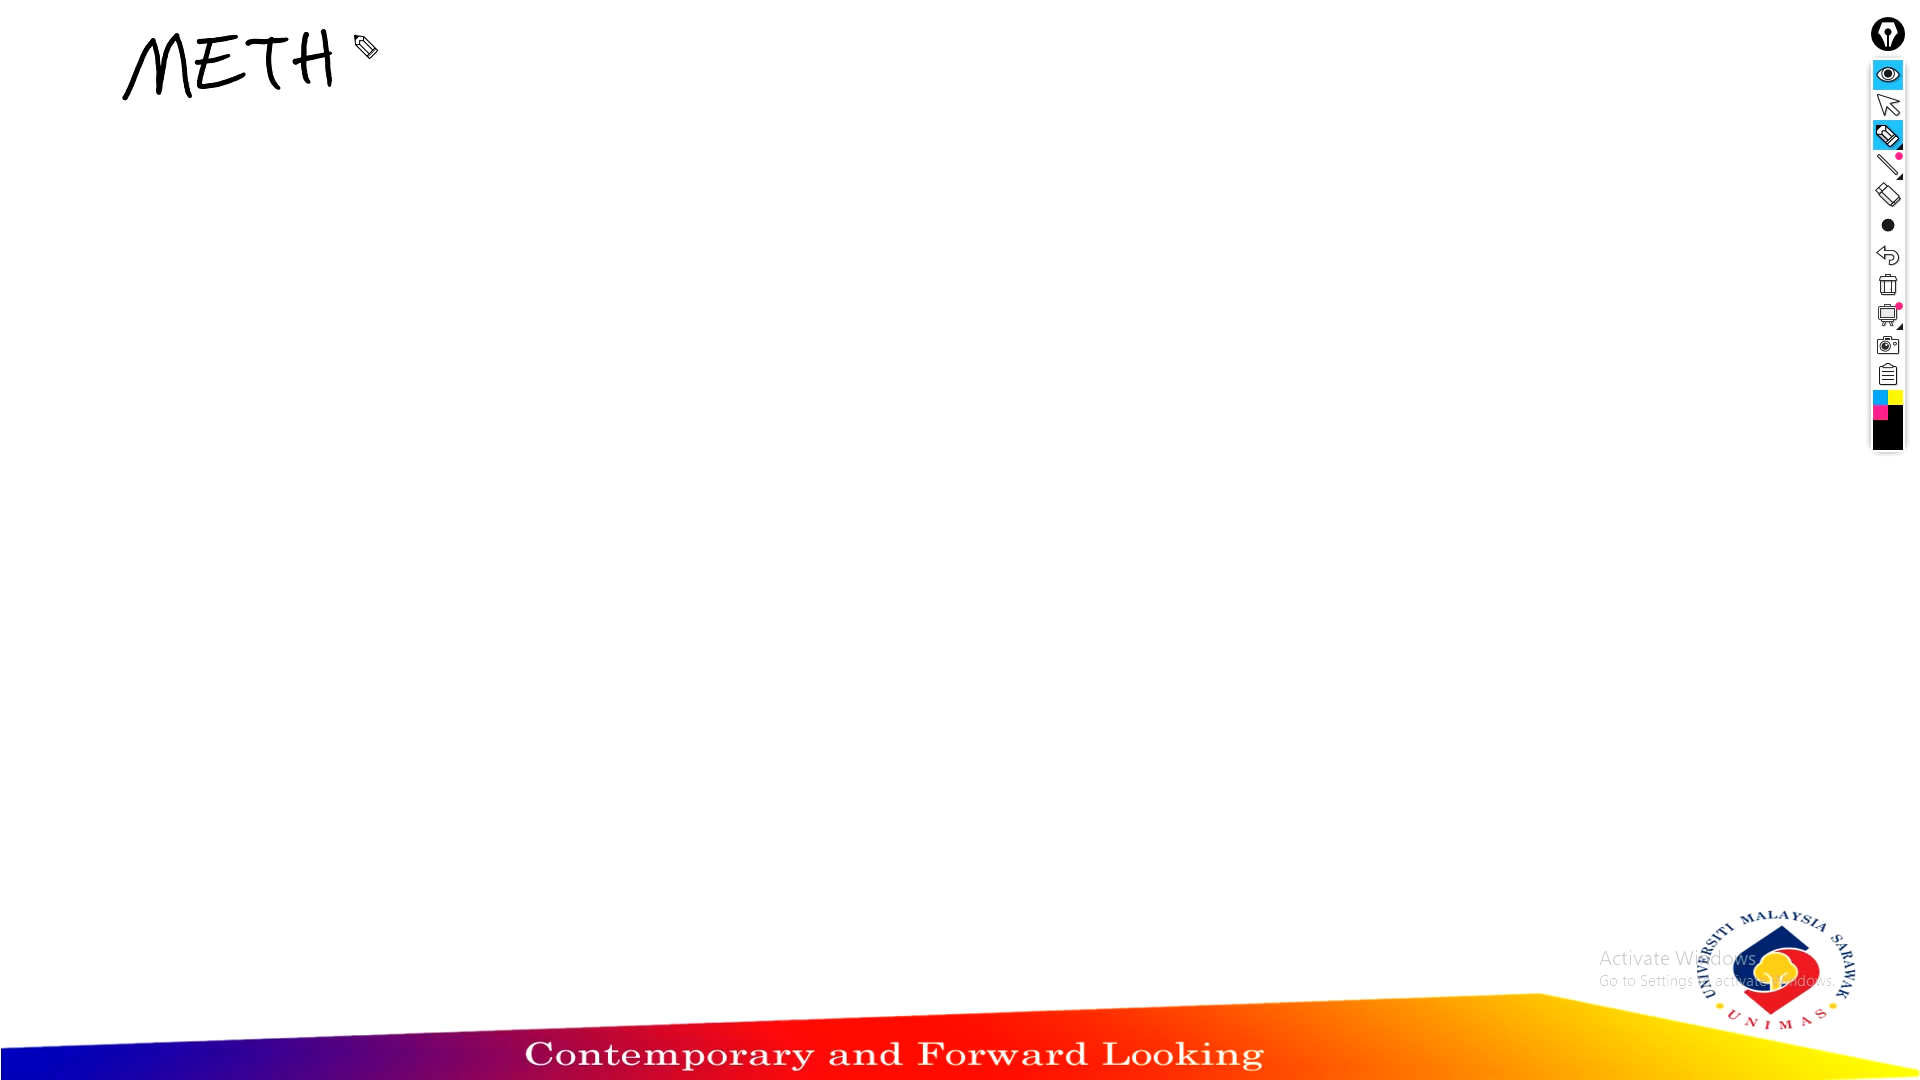 METH
UNIVERSITI MALAYSIA SARAWAK
Activate Windows
Go to Settings to activate Windows.
UNIMAS
Contemporary and Forward Looking